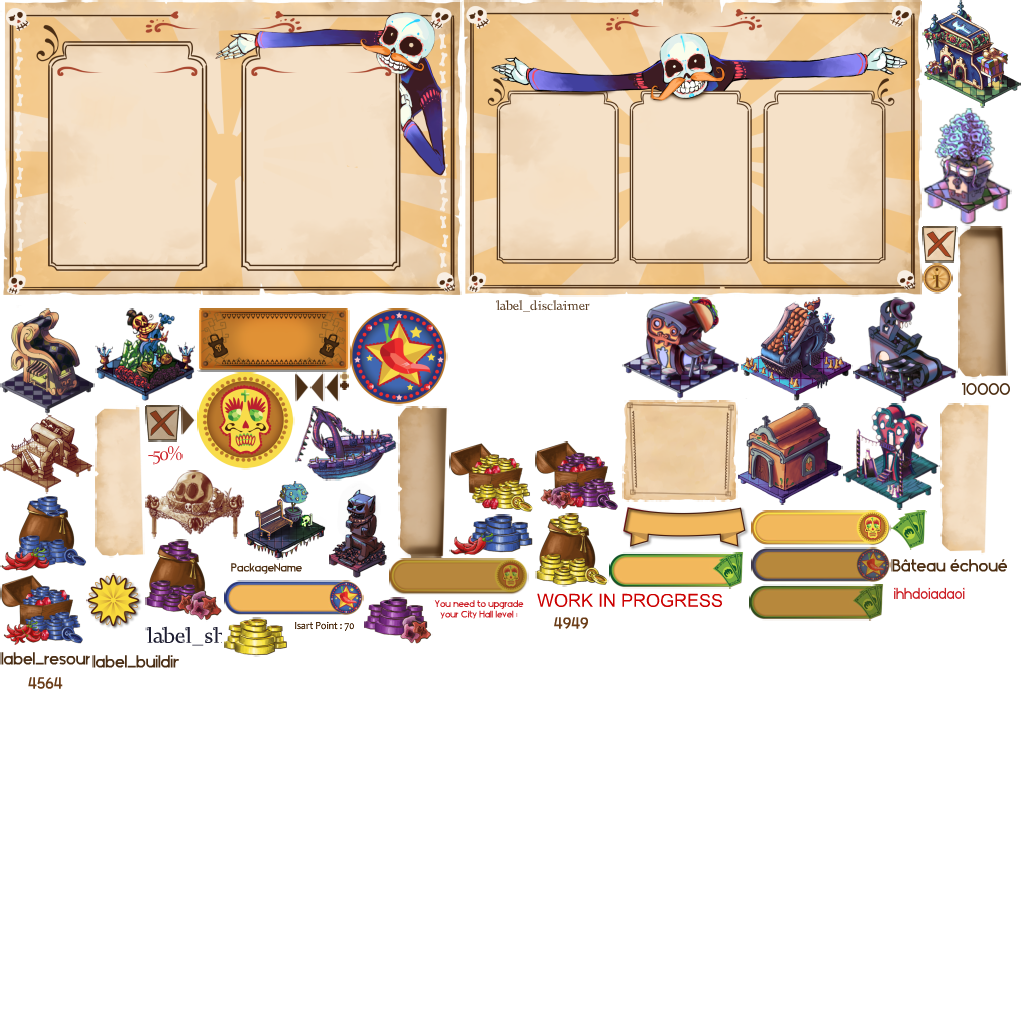 label_disclaimer
10000
-50%
PackageName
Bâteau échoué
You need to upgrade
your City Hall level :
WORK IN PROGRESS
ihhdoiadaoi
4949
Isart Point : 70
label_sh
label_resour
label_buildir
4564